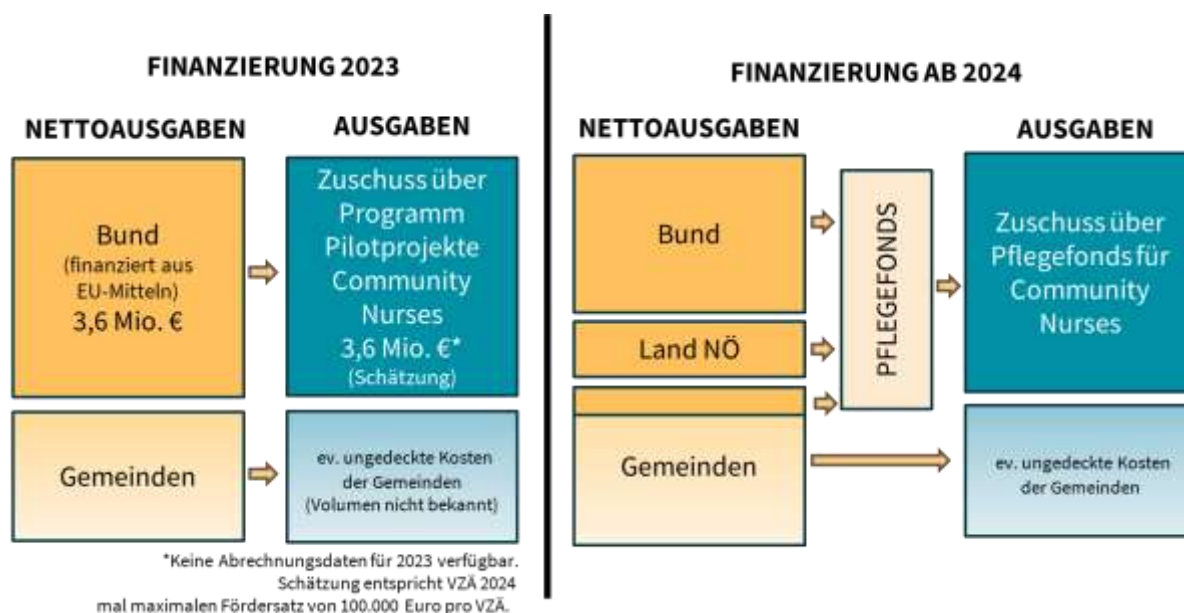 FINANZIERUNG 2023
NETTOAUSGABEN
AUSGABEN
Bund
(finanziert aus
EU-Mitteln)
3,6 Mio. €
Zuschuss über
Programm
Pilotprojekte
Community
Nurses
3,6 Mio. €*
(Schätzung)
Gemeinden
ev. ungedeckte Kosten
der Gemeinden
(Volumen nicht bekannt)
*Keine Abrechnungsdaten für 2023 verfügbar.
Schätzung entspricht VZÄ 2024
mal maximalen Fördersatz von 100.000 Euro pro VZÄ.
FINANZIERUNG AB 2024
NETTOAUSGABEN
AUSGABEN
Bund
Land NÖ
Gemeinden
PFLEGEFONDS
Zuschuss über
Pflegefonds für
Community
Nurses
ev. ungedeckte Kosten
der Gemeinden